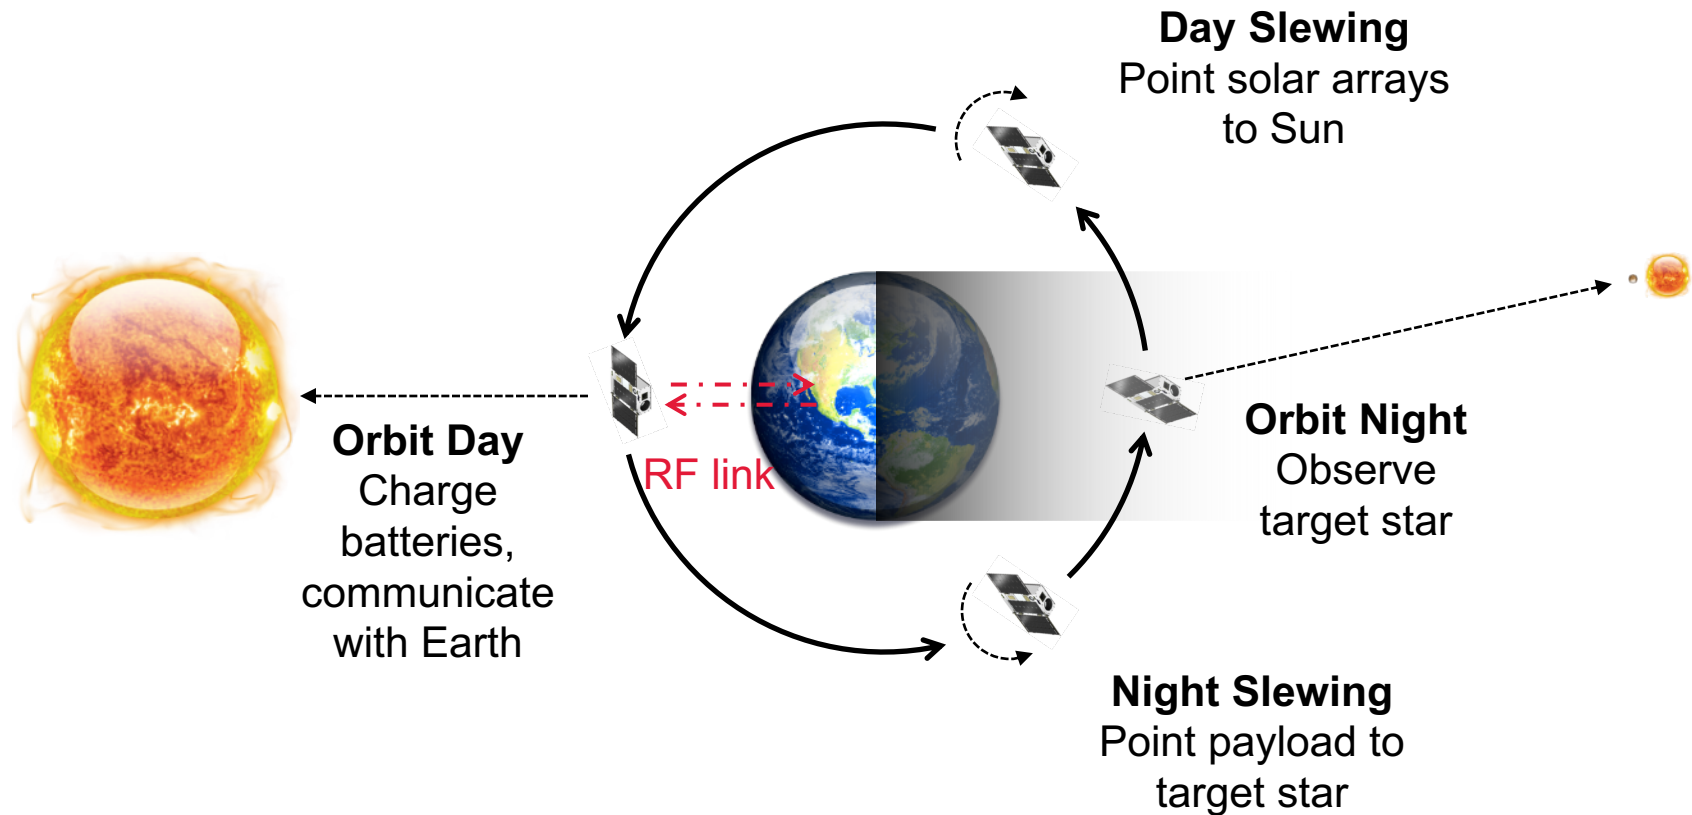 Day Slewing
Point solar arrays
to Sun
Orbit Day
Charge
batteries,
communicate
with Earth
RF link
Orbit Night
Observe
target star
Night Slewing
Point payload to
target star